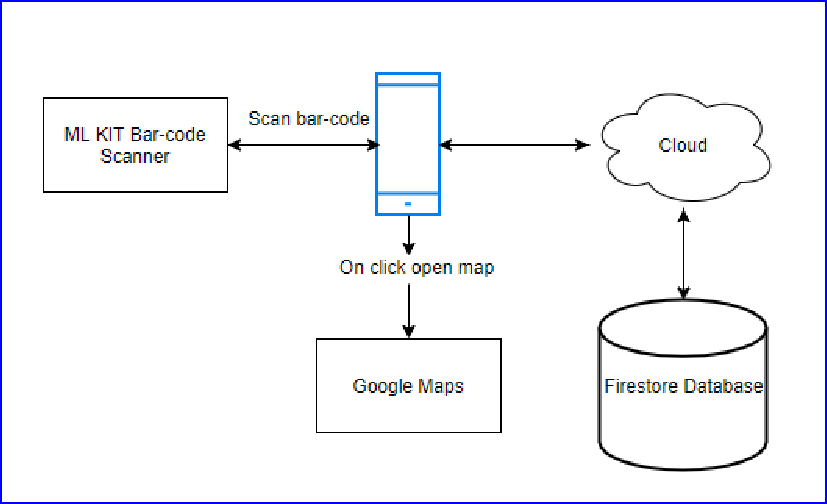 Scan bar-code
ML KIT Bar-code
Scanner
Cloud
On click open map
Google Maps
Firestore Database